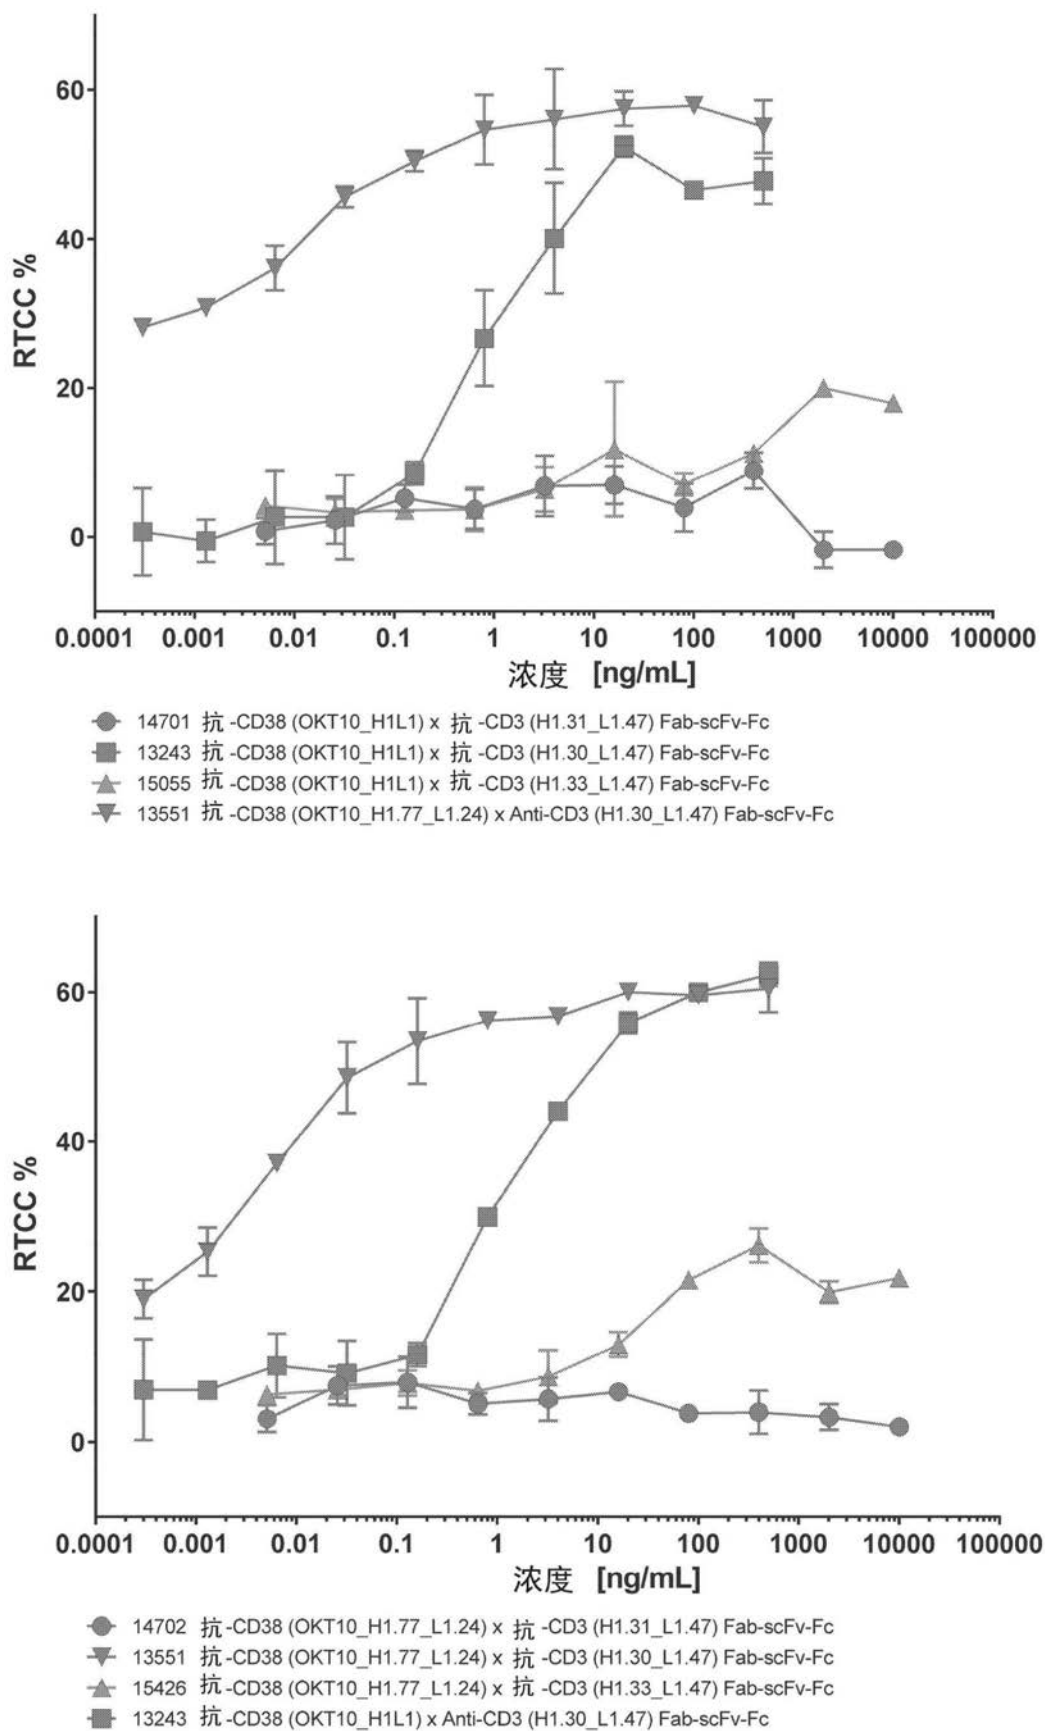 60
40
20
0
RTCC %
0.0001 0.001 0.01 0.1 1 10 100 1000 10000 100000
浓度 [ng/mL]
14701 抗 -CD38 (OKT10_H1L1) x 抗 -CD3 (H1.31_L1.47) Fab-scFv-Fc
13243 抗 -CD38 (OKT10_H1L1) x 抗 -CD3 (H1.30_L1.47) Fab-scFv-Fc
15055 抗 -CD38 (OKT10_H1L1) x 抗 -CD3 (H1.33_L1.47) Fab-scFv-Fc
13551 抗 -CD38 (OKT10_H1.77_L1.24) x Anti-CD3 (H1.30_L1.47) Fab-scFv-Fc
60
40
20
0
RTCC %
0.0001 0.001 0.01 0.1 1 10 100 1000 10000 100000
浓度 [ng/mL]
14702 抗 -CD38 (OKT10_H1.77_L1.24) x 抗 -CD3 (H1.31_L1.47) Fab-scFv-Fc
13551 抗 -CD38 (OKT10_H1.77_L1.24) x 抗 -CD3 (H1.30_L1.47) Fab-scFv-Fc
15426 抗 -CD38 (OKT10_H1.77_L1.24) x 抗 -CD3 (H1.33_L1.47) Fab-scFv-Fc
13243 抗 -CD38 (OKT10_H1L1) x Anti-CD3 (H1.30_L1.47) Fab-scFv-Fc